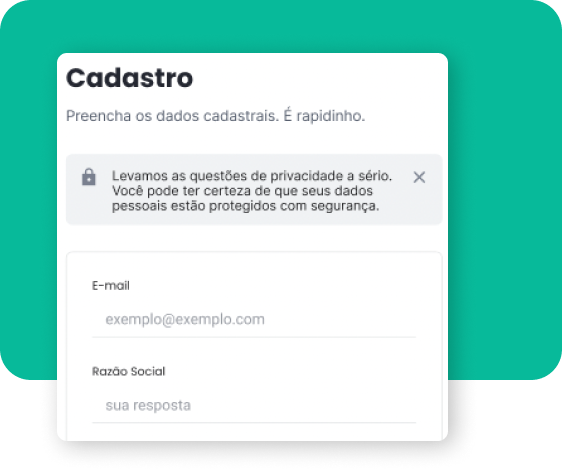 Cadastro
Preencha os dados cadastrais. É rapidinho.
Levamos as questões de privacidade a sério.
Você pode ter certeza de que seus dados
pessoais estão protegidos com segurança.
E-mail
exemplo@exemplo.com
Razão Social
sua resposta